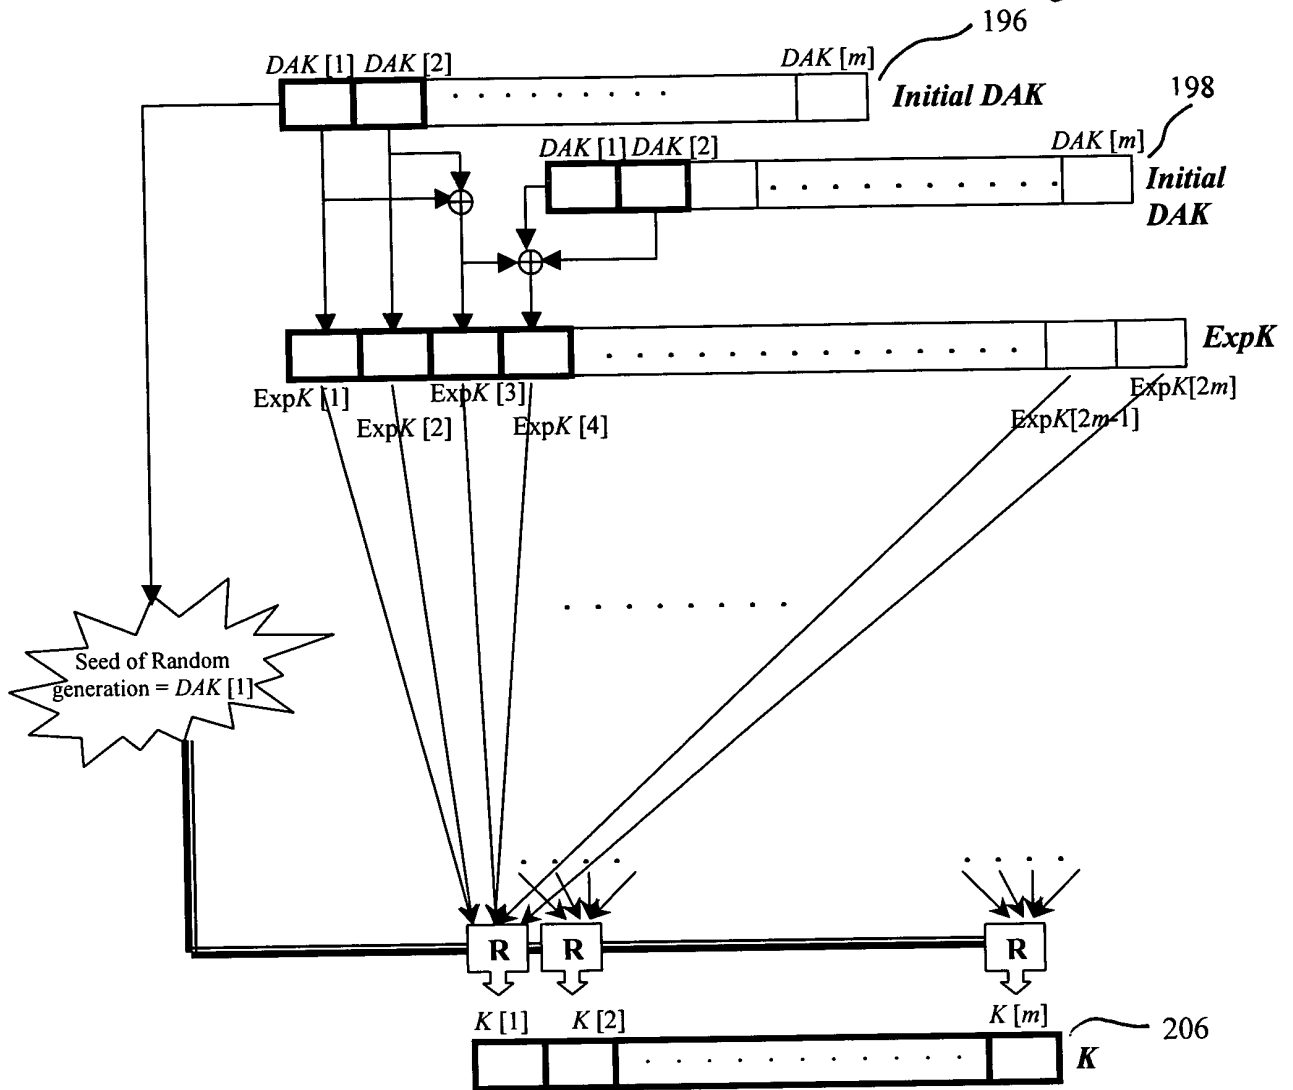 196
DAK [1] DAK [2] DAK [m]
Initial DAK
198
DAK [1] DAK [2] DAK [m]
Initial
DAK
ExpK
ExpK [1] ExpK [3] ExpK[2m]
ExpK [2] ExpK [4] ExpK[2m-1]
Seed of Random
generation = DAK [1]
R R R
K [1] K [2] K [m]
206
K